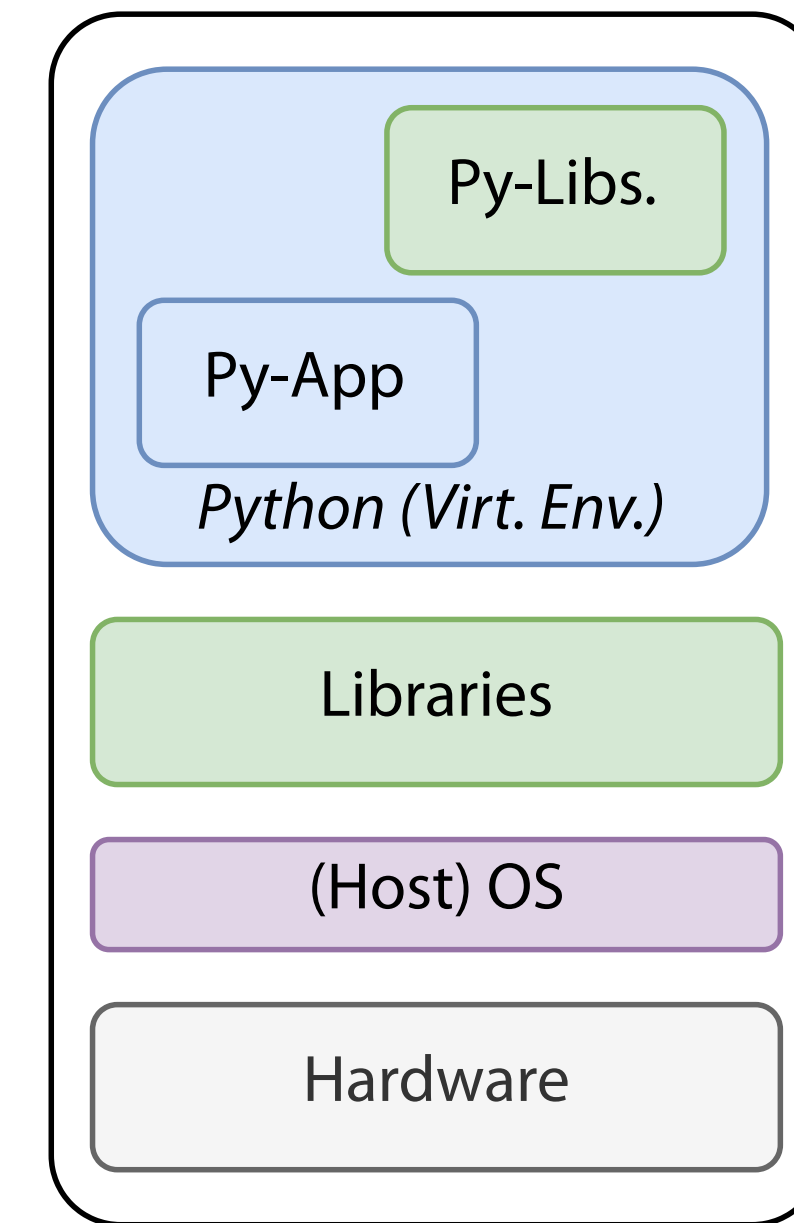 Py-Libs.
Py-App
Python (Virt. Env.)
Libraries
(Host) OS
Hardware